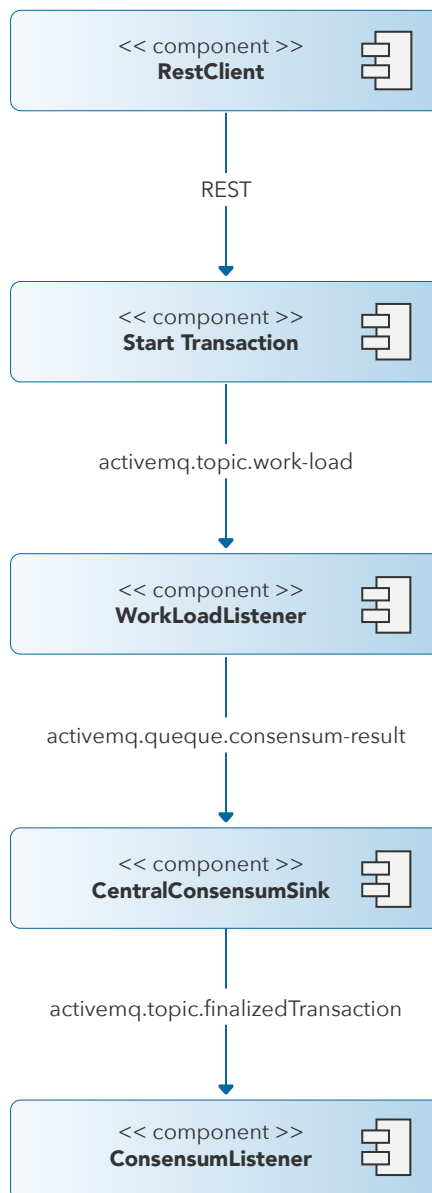 << component >>
RestClient
REST
<< component >>
Start Transaction
activemq.topic.work-load
<< component >>
WorkLoadListener
activemq.queque.consensum-result
<< component >>
CentralConsensumSink
activemq.topic.finalizedTransaction
<< component >>
ConsensumListener